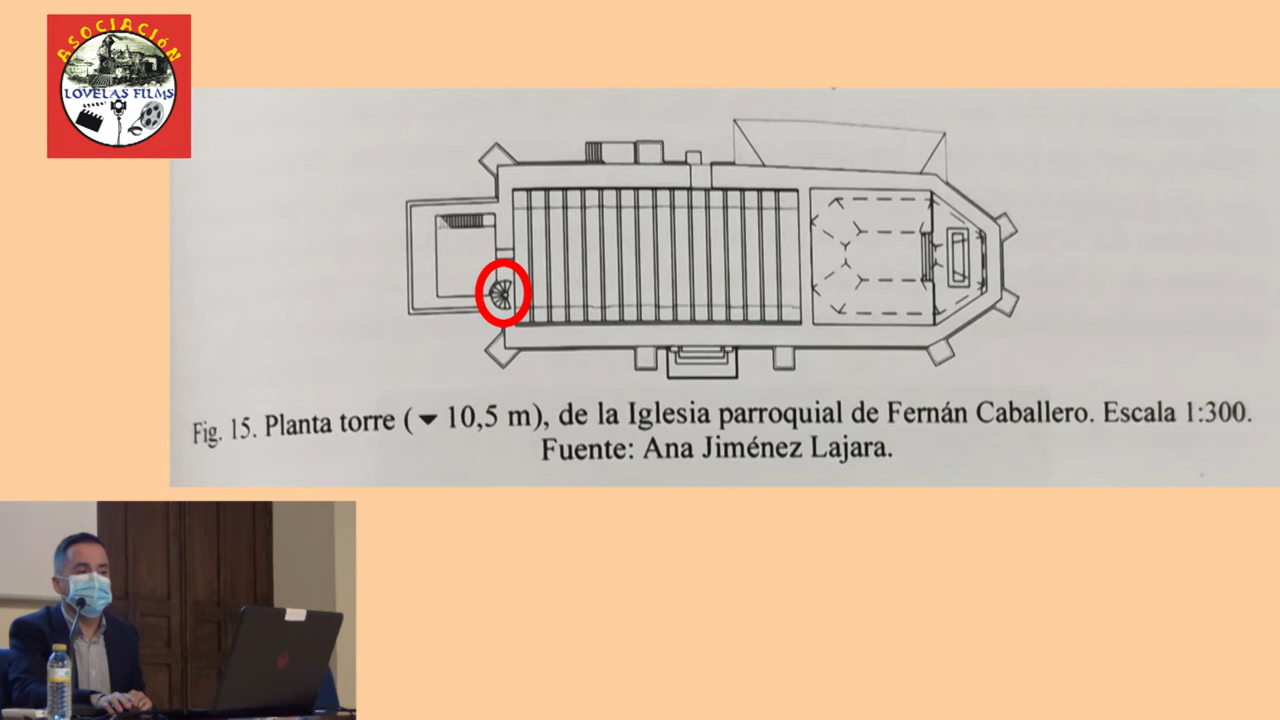 ASOCIACIÓN
LOVELAS FILMS
Fig. 15. Planta torre (▼ 10,5 m), de la Iglesia parroquial de Fernán Caballero. Escala 1:300.
Fuente: Ana Jiménez Lajara.